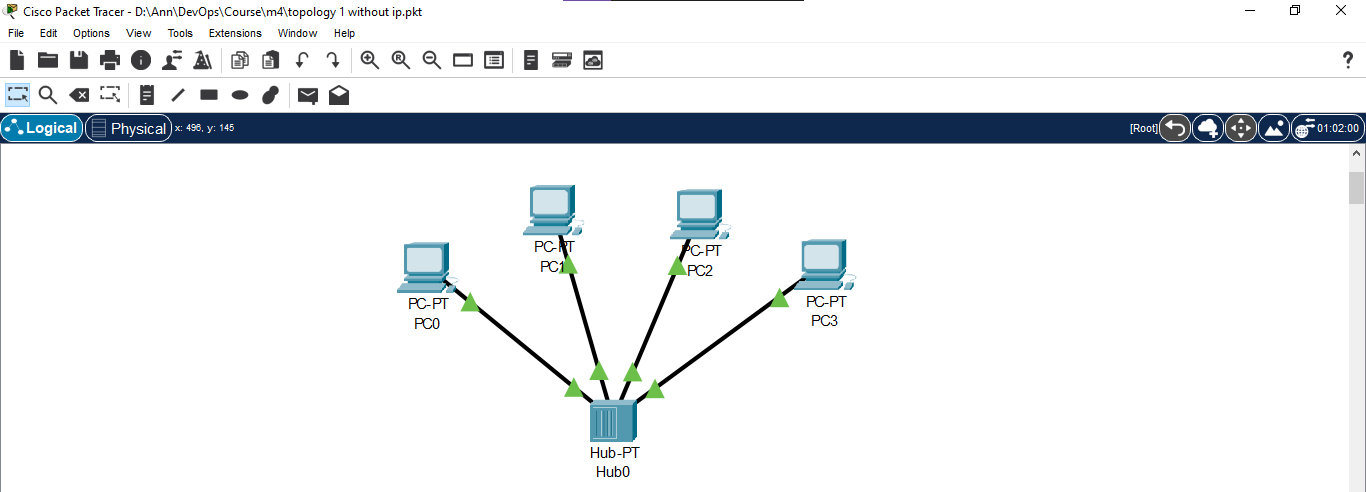 Cisco Packet Tracer - D:\Ann\DevOps\Course\m4\topology 1 without ip.pkt
File Edit Options View Tools Extensions Window Help
Logical Physical x: 496, y: 145 [Root] 01:02:00
PC-PT
PC1
PC-PT
PC2
PC-PT
PC0
PC-PT
PC3
Hub-PT
Hub0